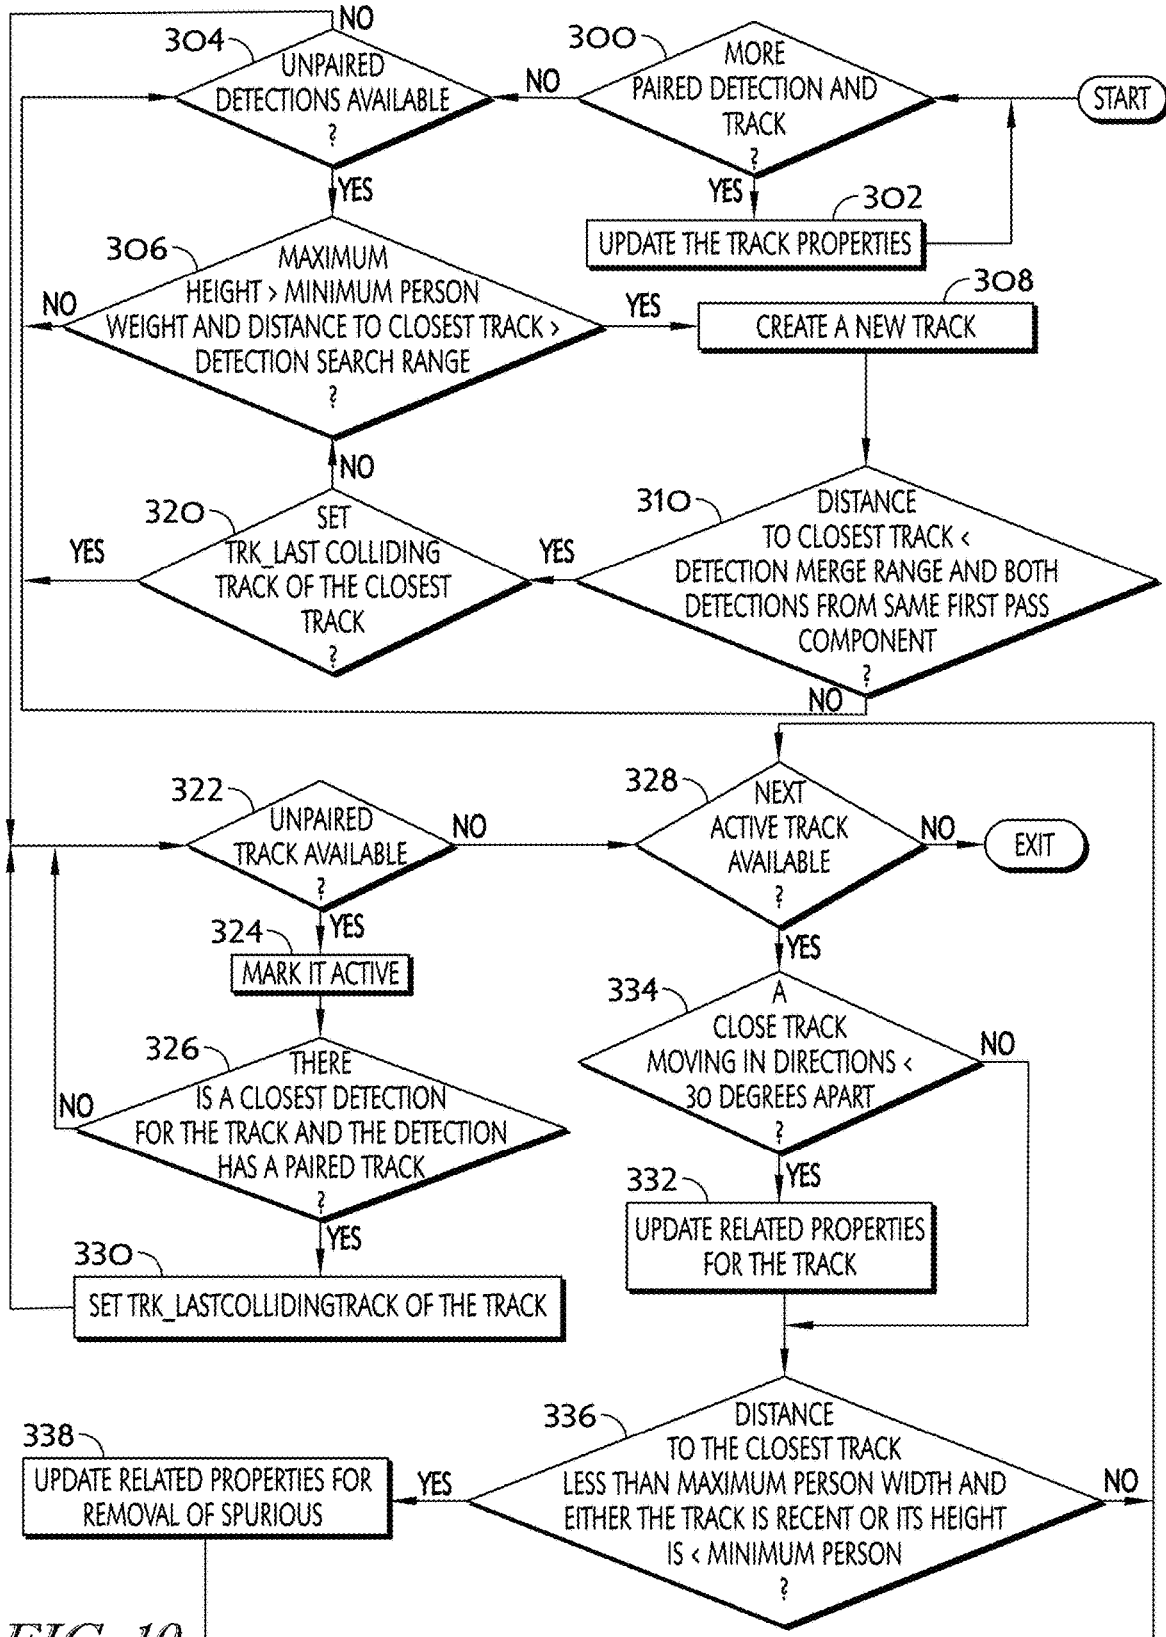 NO
304
UNPAIRED
DETECTIONS AVAILABLE
?
NO
300
MORE
PAIRED DETECTION AND
TRACK
?
START
YES
YES
302
UPDATE THE TRACK PROPERTIES
306
MAXIMUM
HEIGHT > MINIMUM PERSON
WEIGHT AND DISTANCE TO CLOSEST TRACK >
DETECTION SEARCH RANGE
?
NO
YES
308
CREATE A NEW TRACK
NO
320
SET
TRK_LAST COLLIDING
TRACK OF THE CLOSEST
TRACK
?
YES
YES
310
DISTANCE
TO CLOSEST TRACK <
DETECTION MERGE RANGE AND BOTH
DETECTIONS FROM SAME FIRST PASS
COMPONENT
?
NO
322
UNPAIRED
TRACK AVAILABLE
?
NO
328
NEXT
ACTIVE TRACK
AVAILABLE
?
NO
EXIT
YES
324
MARK IT ACTIVE
YES
326
THERE
IS A CLOSEST DETECTION
FOR THE TRACK AND THE DETECTION
HAS A PAIRED TRACK
?
NO
334
A
CLOSE TRACK
MOVING IN DIRECTIONS <
30 DEGREES APART
?
NO
YES
YES
330
SET TRK_LASTCOLLIDINGTRACK OF THE TRACK
332
UPDATE RELATED PROPERTIES
FOR THE TRACK
336
DISTANCE
TO THE CLOSEST TRACK
LESS THAN MAXIMUM PERSON WIDTH AND
EITHER THE TRACK IS RECENT OR ITS HEIGHT
IS < MINIMUM PERSON
?
NO
YES
338
UPDATE RELATED PROPERTIES FOR
REMOVAL OF SPURIOUS
FIG. 19